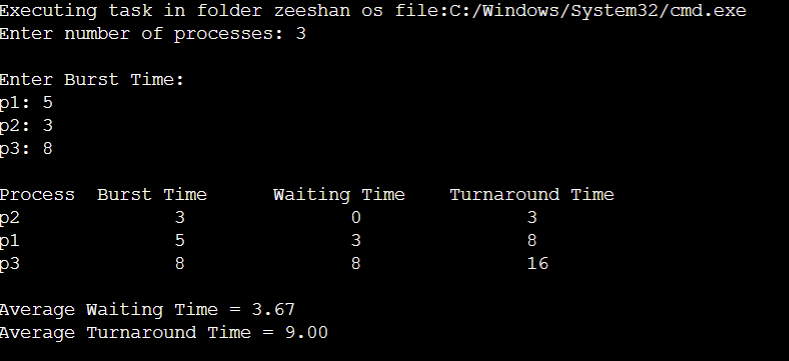 Executing task in folder zeeshan os file:C:/Windows/System32/cmd.exe
Enter number of processes: 3
Enter Burst Time:
p1: 5
p2: 3
p3: 8
Process  Burst Time      Waiting Time    Turnaround Time
p2              3               0               3
p1              5               3               8
p3              8               8               16
Average Waiting Time = 3.67
Average Turnaround Time = 9.00